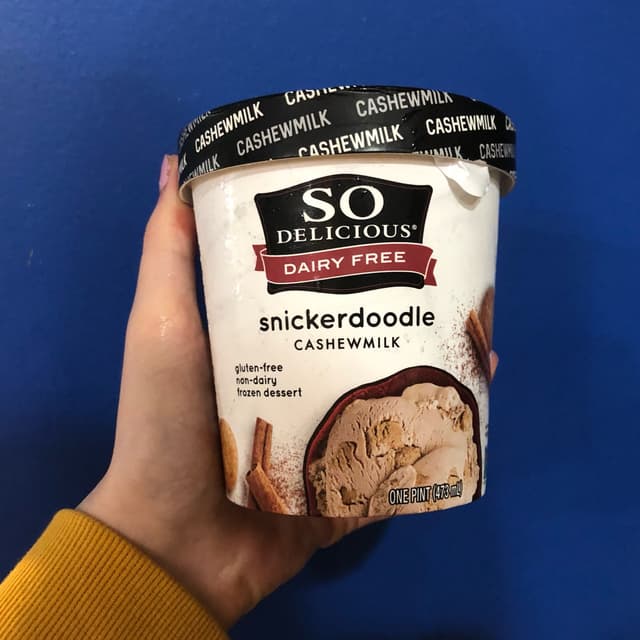 CASHEWMILK
CASHEWMILK CASHEWMILK CASHEWMILK
CASHEWMILK
SO
DELICIOUS®
DAIRY FREE
snickerdoodle
CASHEWMILK
gluten-free
non-dairy
frozen dessert
ONE PINT (473 mL)